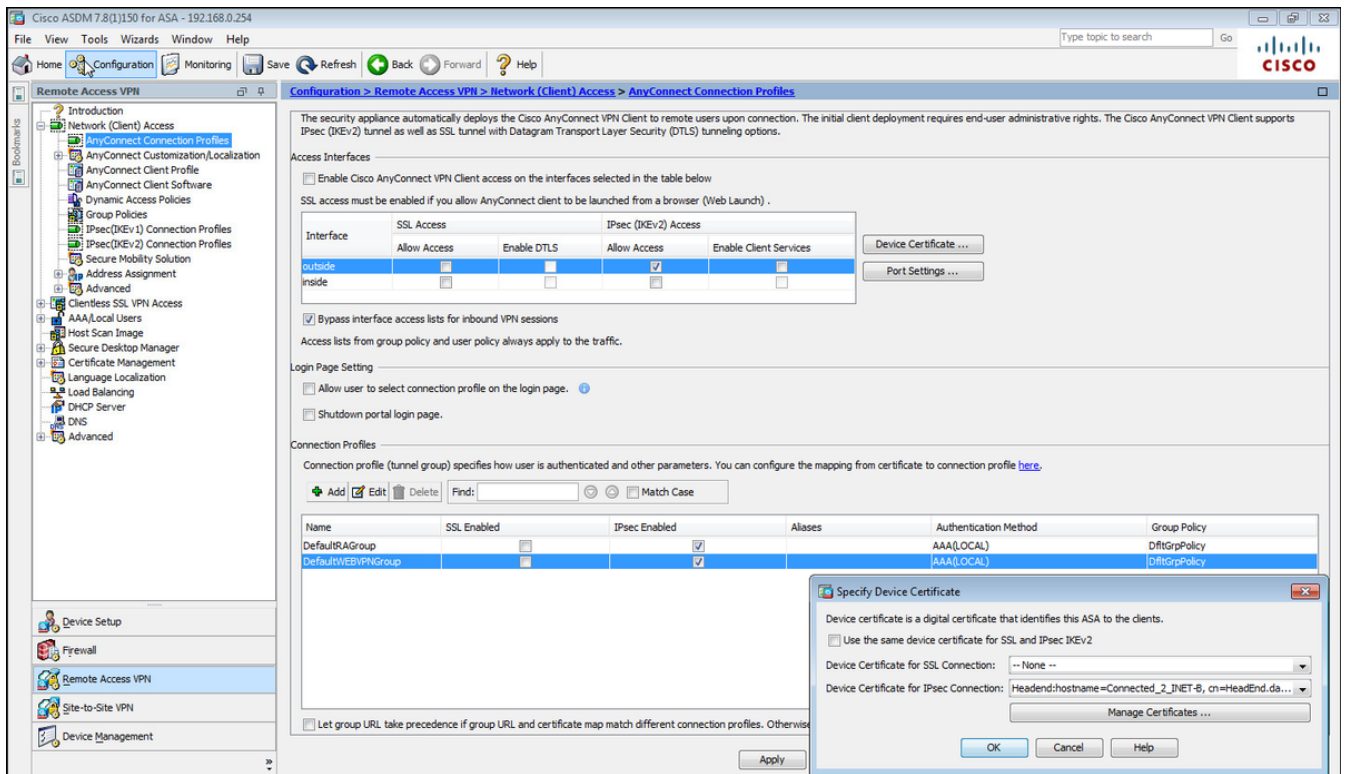 Cisco ASDM 7.8(1)150 for ASA - 192.168.0.254
File View Tools Wizards Window Help
Type topic to search Go
Home Configuration Monitoring Save Refresh Back Forward Help
CISCO
Bookmarks
Remote Access VPN
Introduction
Network (Client) Access
AnyConnect Connection Profiles
AnyConnect Customization/Localization
AnyConnect Client Profile
AnyConnect Client Software
Dynamic Access Policies
Group Policies
IPsec(IKEv1) Connection Profiles
IPsec(IKEv2) Connection Profiles
Secure Mobility Solution
Address Assignment
Advanced
Clientless SSL VPN Access
AAA/Local Users
Host Scan Image
Secure Desktop Manager
Certificate Management
Language Localization
Load Balancing
DHCP Server
DNS
Advanced
Device Setup
Firewall
Remote Access VPN
Site-to-Site VPN
Device Management
Configuration > Remote Access VPN > Network (Client) Access > AnyConnect Connection Profiles
The security appliance automatically deploys the Cisco AnyConnect VPN Client to remote users upon connection. The initial client deployment requires end-user administrative rights. The Cisco AnyConnect VPN Client supports
IPsec (IKEv2) tunnel as well as SSL tunnel with Datagram Transport Layer Security (DTLS) tunneling options.
Access Interfaces
Enable Cisco AnyConnect VPN Client access on the interfaces selected in the table below
SSL access must be enabled if you allow AnyConnect client to be launched from a browser (Web Launch) .
Interface SSL Access IPsec (IKEv2) Access
Allow Access Enable DTLS Allow Access Enable Client Services
outside
inside
Device Certificate ...
Port Settings ...
Bypass interface access lists for inbound VPN sessions
Access lists from group policy and user policy always apply to the traffic.
Login Page Setting
Allow user to select connection profile on the login page.
Shutdown portal login page.
Connection Profiles
Connection profile (tunnel group) specifies how user is authenticated and other parameters. You can configure the mapping from certificate to connection profile here.
Add Edit Delete Find: Match Case
Name SSL Enabled IPsec Enabled Aliases Authentication Method Group Policy
DefaultRAGroup AAA(LOCAL) DfltGrpPolicy
DefaultWEBVPNGroup AAA(LOCAL) DfltGrpPolicy
Let group URL take precedence if group URL and certificate map match different connection profiles. Otherwise
Apply
Specify Device Certificate
Device certificate is a digital certificate that identifies this ASA to the clients.
Use the same device certificate for SSL and IPsec IKEv2
Device Certificate for SSL Connection: -- None --
Device Certificate for IPsec Connection: Headend:hostname=Connected_2_INET-B, cn=HeadEnd.da...
Manage Certificates ...
OK Cancel Help